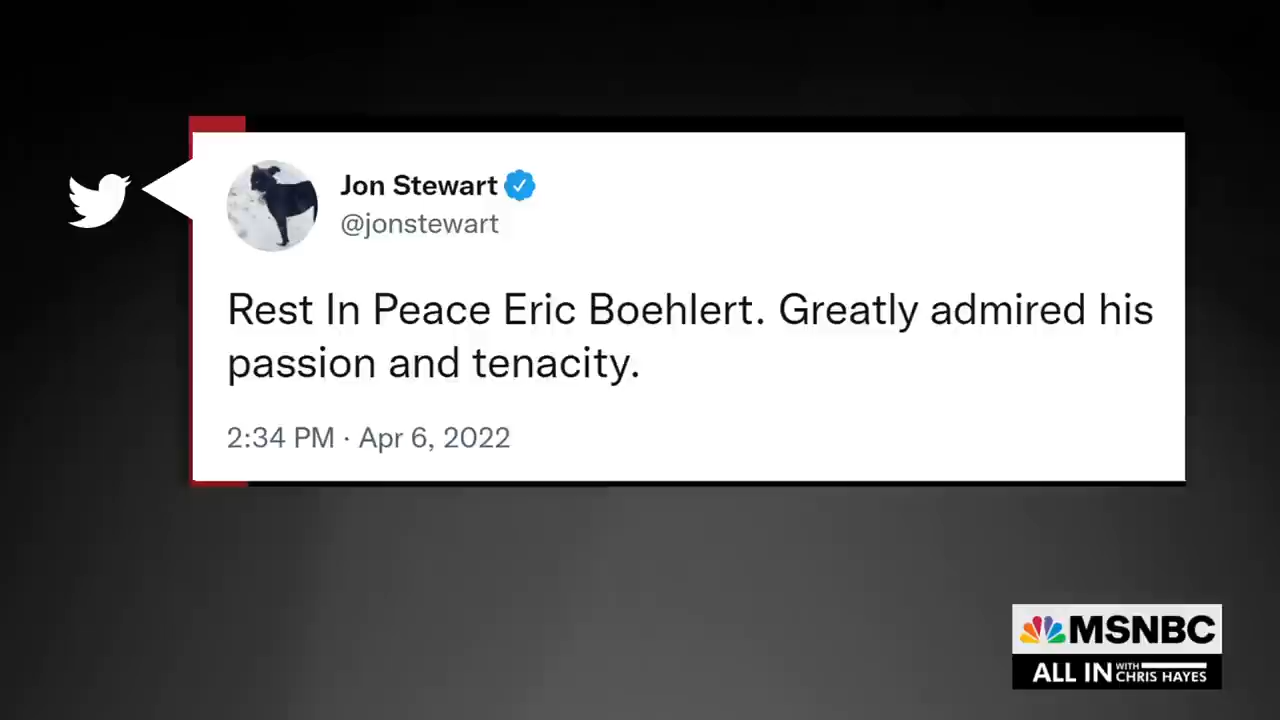 Jon Stewart
@jonstewart
Rest In Peace Eric Boehlert. Greatly admired his
passion and tenacity.
2:34 PM · Apr 6, 2022
MSNBC
ALL IN WITH CHRIS HAYES